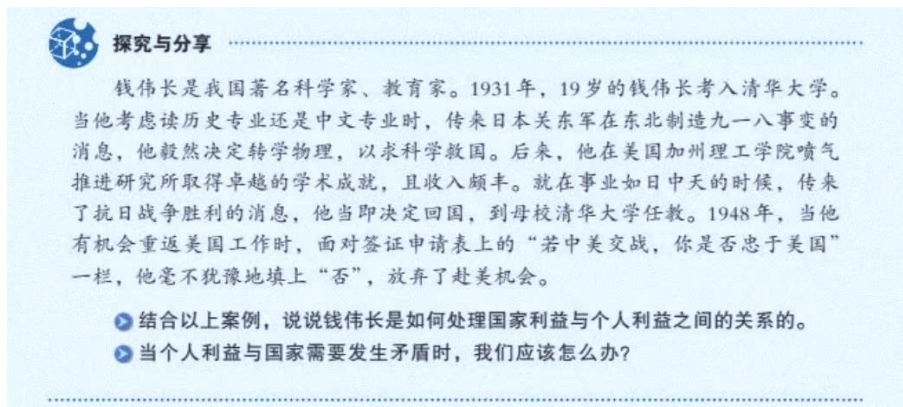 探究与分享
钱伟长是我国著名科学家、教育家。1931年，19岁的钱伟长考入清华大学。
当他考虑读历史专业还是中文专业时，传来日本关东军在东北制造九一八事变的
消息，他毅然决定转学物理，以求科学救国。后来，他在美国加州理工学院喷气
推进研究所取得卓越的学术成就，且收入颇丰。就在事业如日中天的时候，传来
了抗日战争胜利的消息，他当即决定回国，到母校清华大学任教。1948年，当他
有机会重返美国工作时，面对签证申请表上的“若中美交战，你是否忠于美国”
一栏，他毫不犹豫地填上“否”，放弃了赴美机会。
结合以上案例，说说钱伟长是如何处理国家利益与个人利益之间的关系的。
当个人利益与国家需要发生矛盾时，我们应该怎么办？